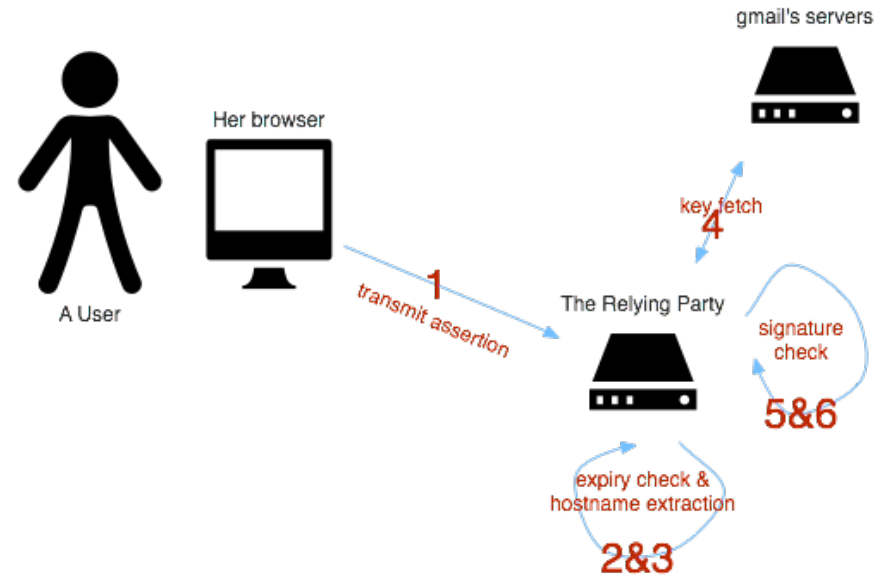 gmail's servers
Her browser
key fetch
4
1
transmit assertion
A User
The Relying Party
signature
check
5&6
expiry check &
hostname extraction
2&3